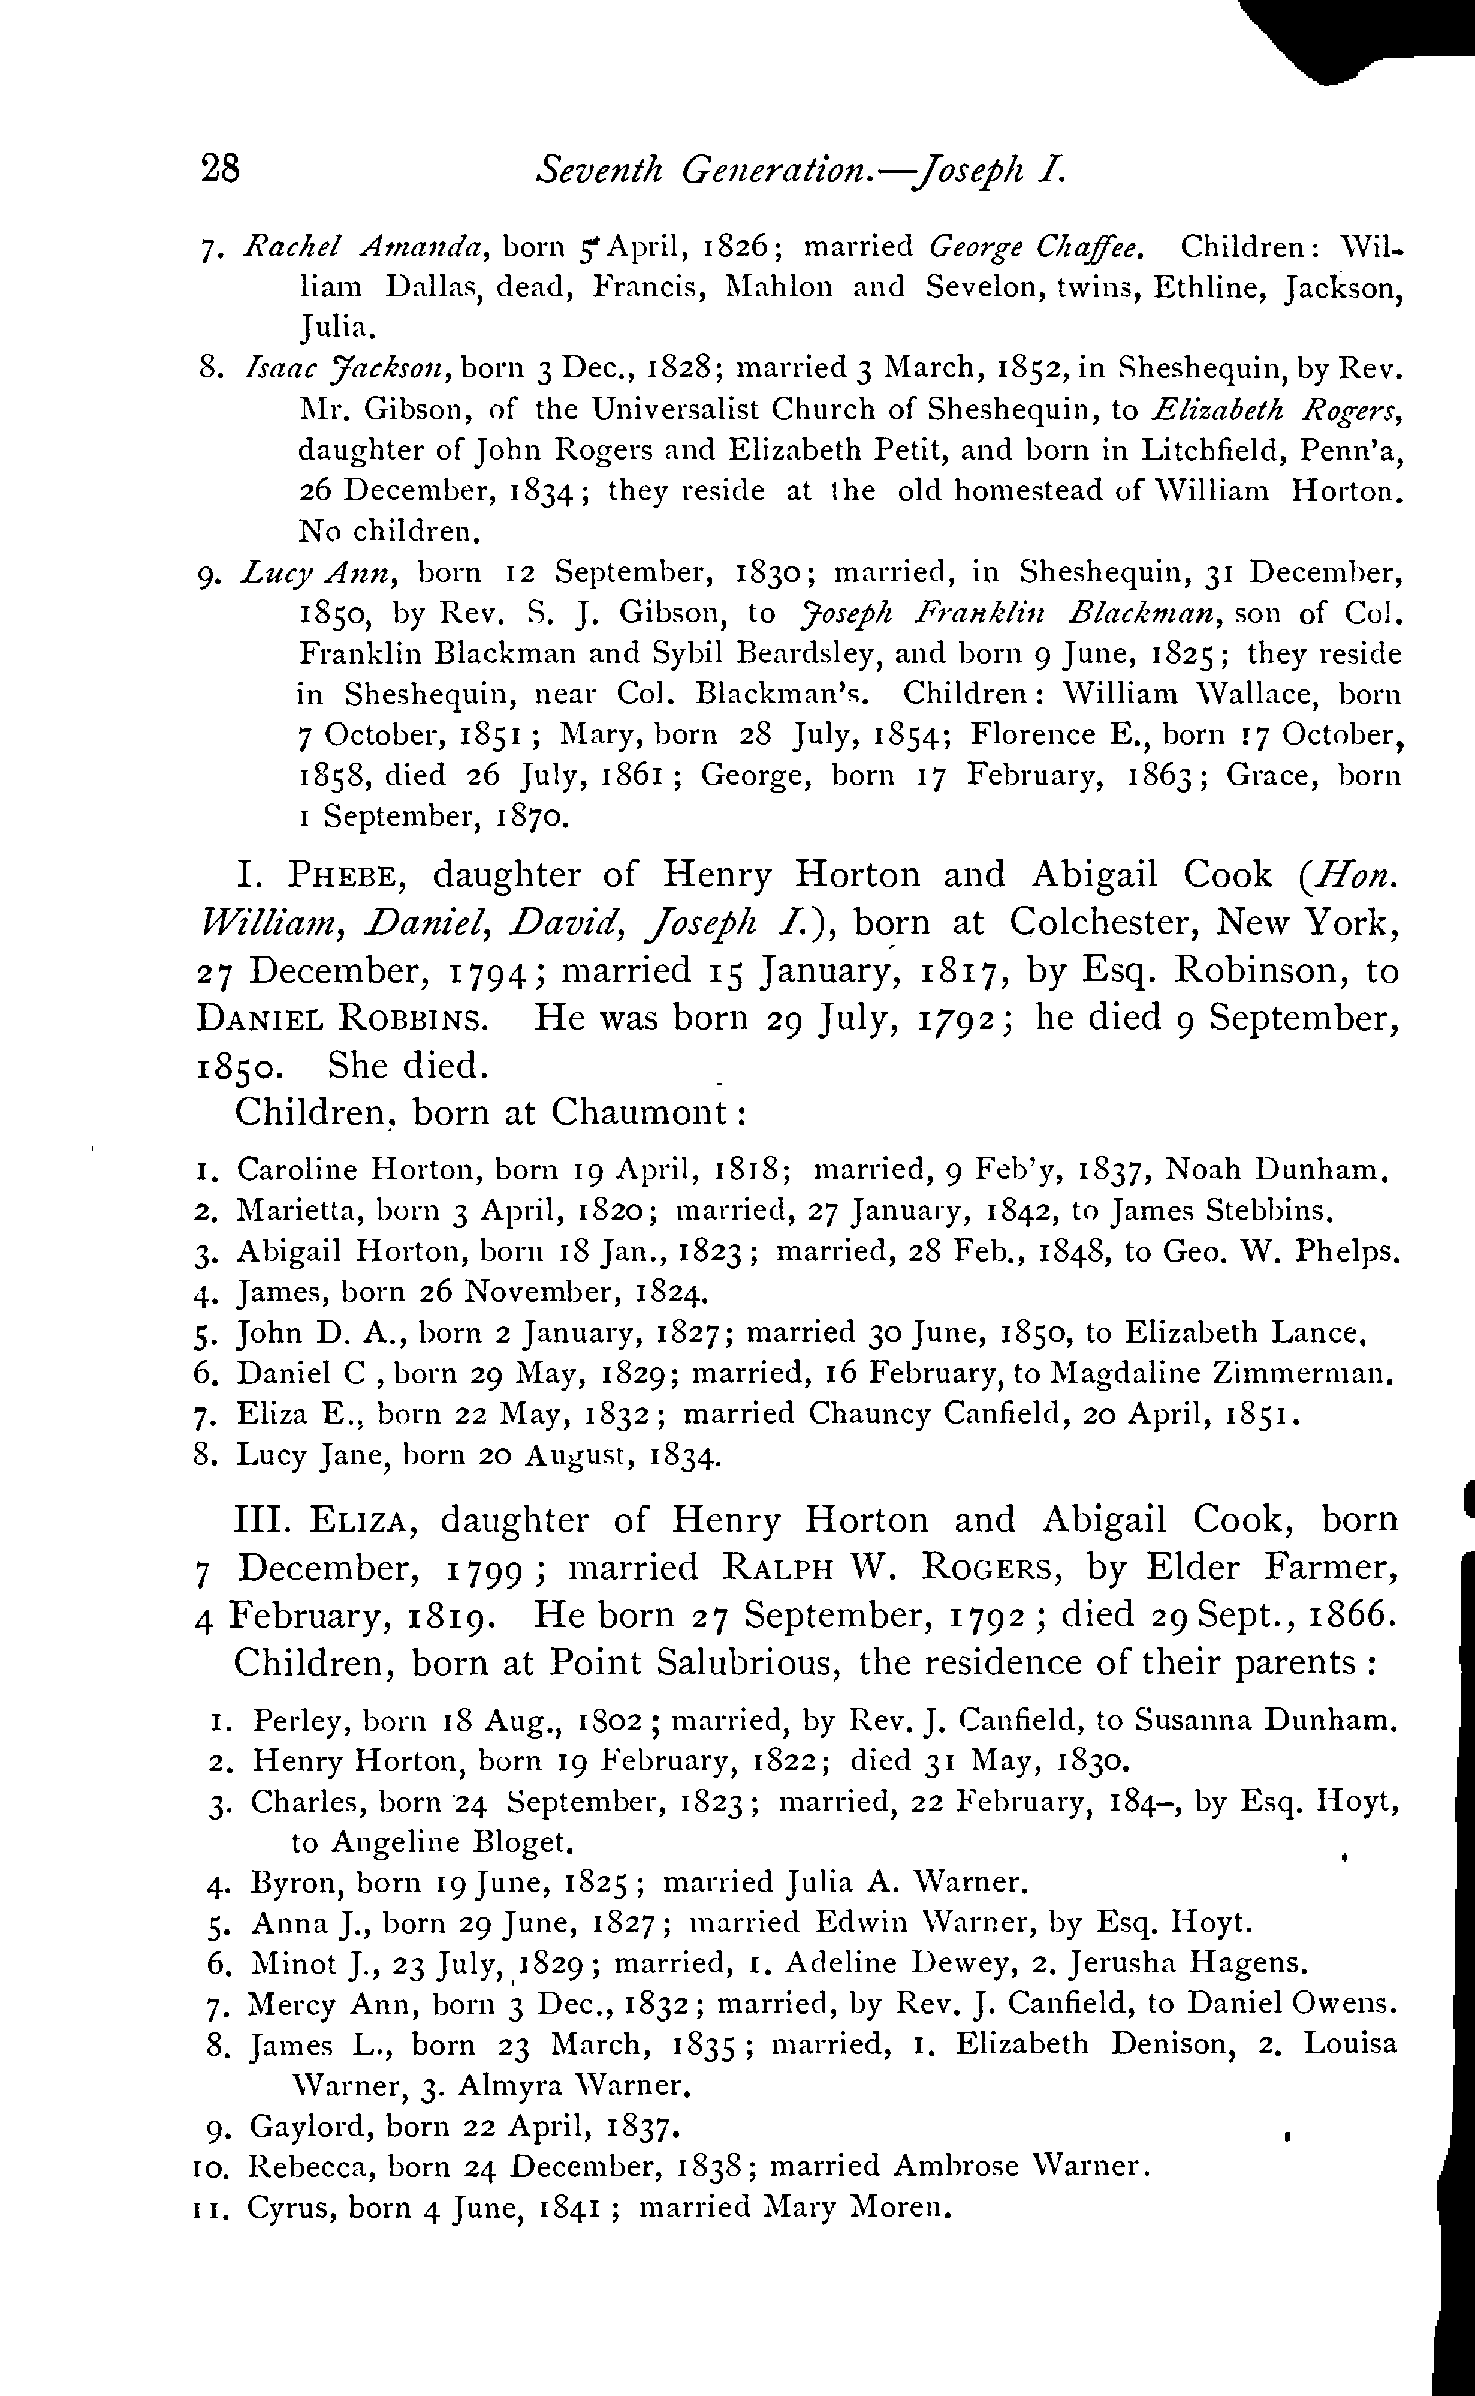 28 Seventh Generation.—Joseph I.
7. Rachel Amanda, born 5 April, 1826; married George Chaffee. Children: Wil-
liam Dallas, dead, Francis, Mahlon and Sevelon, twins, Ethline, Jackson,
Julia.
8. Isaac Jackson, born 3 Dec., 1828; married 3 March, 1852, in Sheshequin, by Rev.
Mr. Gibson, of the Universalist Church of Sheshequin, to Elizabeth Rogers,
daughter of John Rogers and Elizabeth Petit, and born in Litchfield, Penn'a,
26 December, 1834; they reside at the old homestead of William Horton.
No children.
9. Lucy Ann, born 12 September, 1830; married, in Sheshequin, 31 December,
1850, by Rev. S. J. Gibson, to Joseph Franklin Blackman, son of Col.
Franklin Blackman and Sybil Beardsley, and born 9 June, 1825; they reside
in Sheshequin, near Col. Blackman's. Children: William Wallace, born
7 October, 1851; Mary, born 28 July, 1854; Florence E., born 17 October,
1858, died 26 July, 1861; George, born 17 February, 1863; Grace, born
1 September, 1870.
I. PHEBE, daughter of Henry Horton and Abigail Cook (Hon.
William, Daniel, David, Joseph I.), born at Colchester, New York,
27 December, 1794; married 15 January, 1817, by Esq. Robinson, to
DANIEL ROBBINS. He was born 29 July, 1792; he died 9 September,
1850. She died.
Children, born at Chaumont:
1. Caroline Horton, born 19 April, 1818; married, 9 Feb'y, 1837, Noah Dunham.
2. Marietta, born 3 April, 1820; married, 27 January, 1842, to James Stebbins.
3. Abigail Horton, born 18 Jan., 1823; married, 28 Feb., 1848, to Geo. W. Phelps.
4. James, born 26 November, 1824.
5. John D. A., born 2 January, 1827; married 30 June, 1850, to Elizabeth Lance.
6. Daniel C , born 29 May, 1829; married, 16 February, to Magdaline Zimmerman.
7. Eliza E., born 22 May, 1832; married Chauncy Canfield, 20 April, 1851.
8. Lucy Jane, born 20 August, 1834.
III. ELIZA, daughter of Henry Horton and Abigail Cook, born
7 December, 1799; married RALPH W. ROGERS, by Elder Farmer,
4 February, 1819. He born 27 September, 1792; died 29 Sept., 1866.
Children, born at Point Salubrious, the residence of their parents:
1. Perley, born 18 Aug., 1802; married, by Rev. J. Canfield, to Susanna Dunham.
2. Henry Horton, born 19 February, 1822; died 31 May, 1830.
3. Charles, born 24 September, 1823; married, 22 February, 184-, by Esq. Hoyt,
to Angeline Bloget.
4. Byron, born 19 June, 1825; married Julia A. Warner.
5. Anna J., born 29 June, 1827; married Edwin Warner, by Esq. Hoyt.
6. Minot J., 23 July, 1829; married, 1. Adeline Dewey, 2. Jerusha Hagens.
7. Mercy Ann, born 3 Dec., 1832; married, by Rev. J. Canfield, to Daniel Owens.
8. James L., born 23 March, 1835; married, 1. Elizabeth Denison, 2. Louisa
Warner, 3. Almyra Warner.
9. Gaylord, born 22 April, 1837.
10. Rebecca, born 24 December, 1838; married Ambrose Warner.
11. Cyrus, born 4 June, 1841; married Mary Moren.